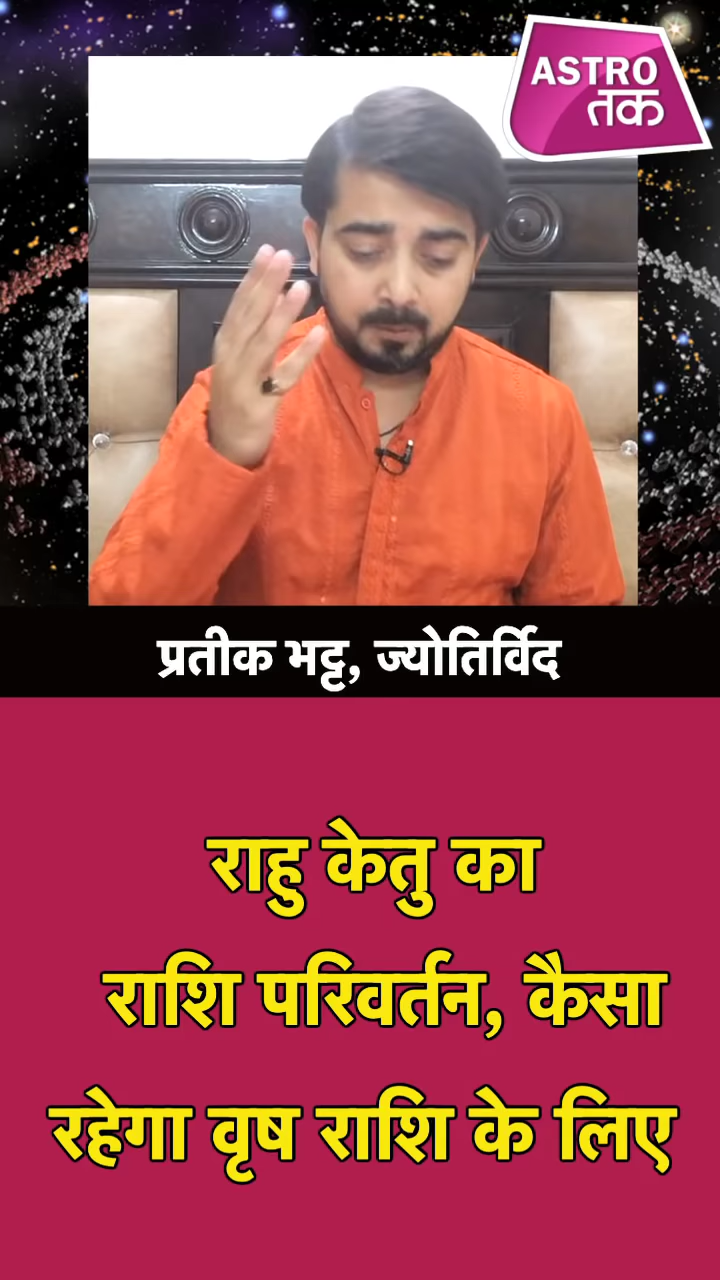 ASTRO
तक
प्रतीक भट्ट, ज्योतिर्विद
राहु केतु का
राशि परिवर्तन, कैसा
रहेगा वृष राशि के लिए